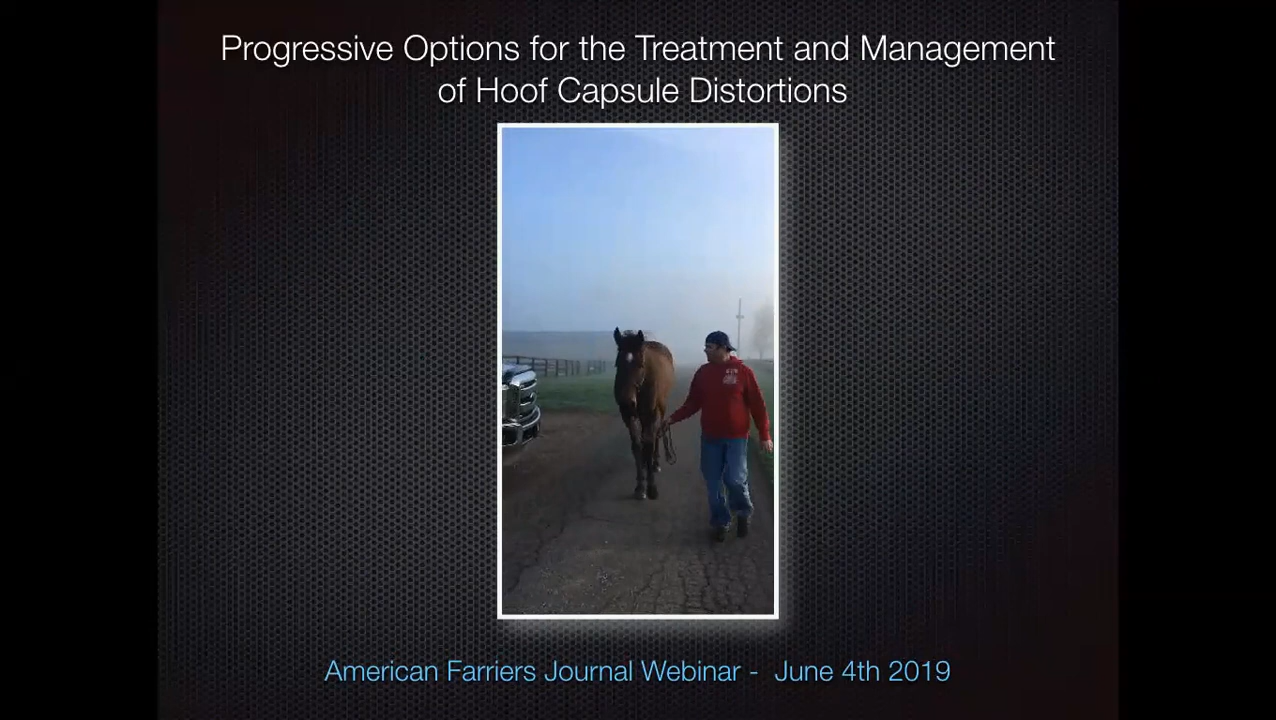 Progressive Options for the Treatment and Management
of Hoof Capsule Distortions
American Farriers Journal Webinar - June 4th 2019